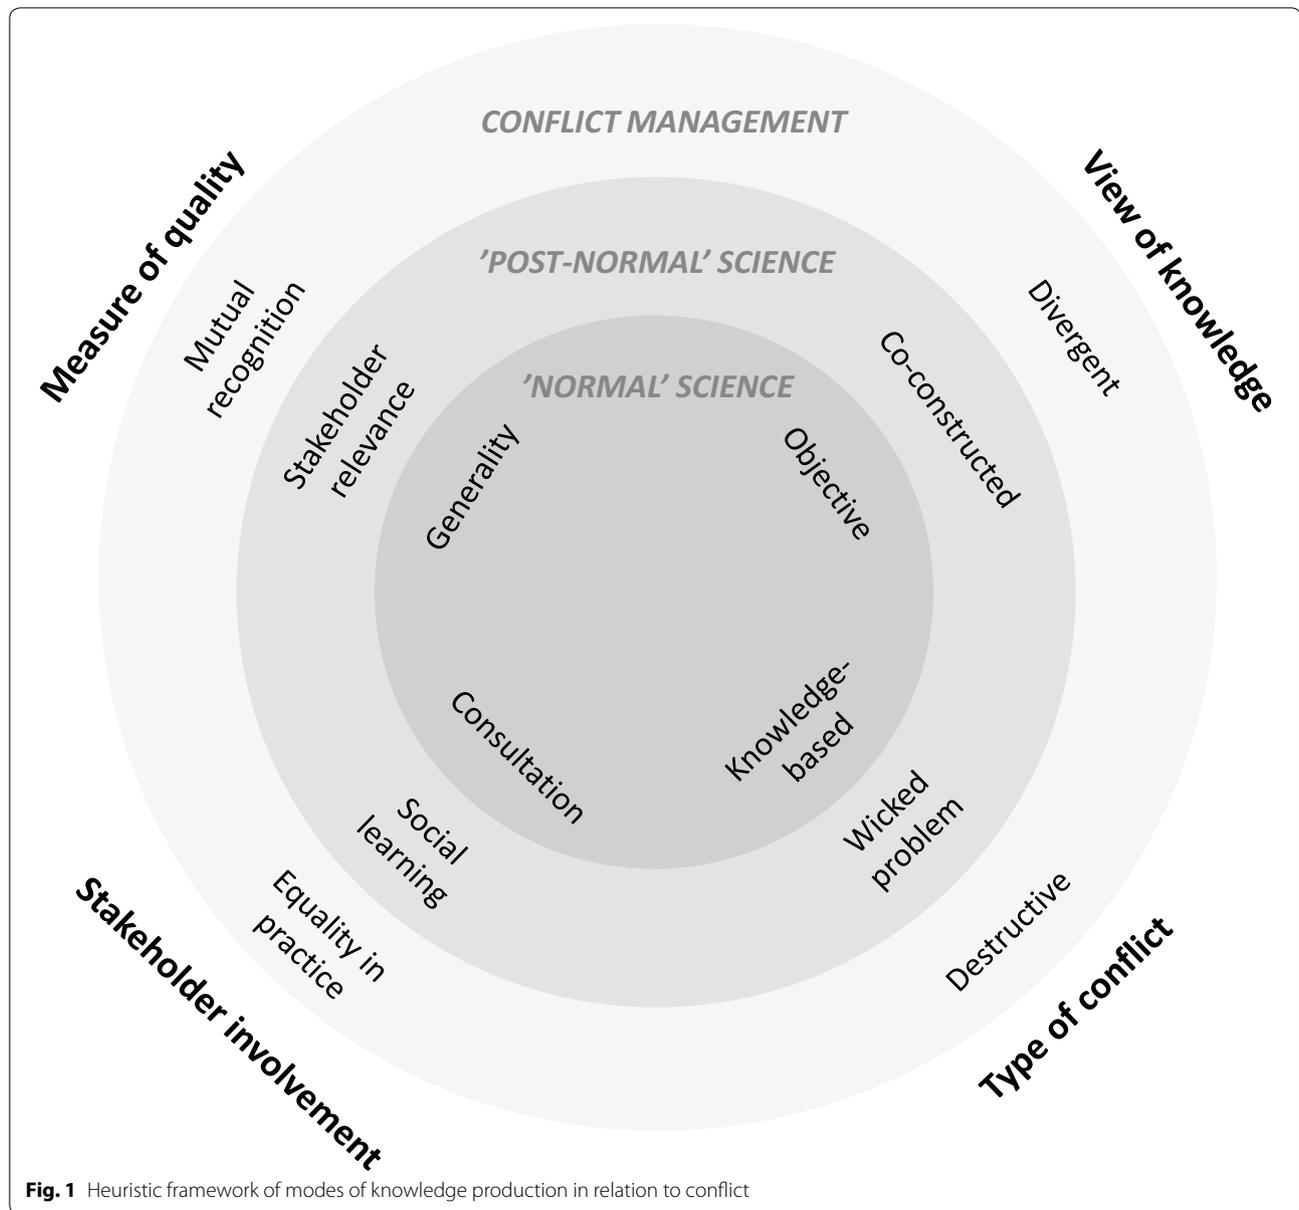 CONFLICT MANAGEMENT
Measure of quality
View of knowledge
’POST-NORMAL’ SCIENCE
Mutual
recognition
Divergent
Stakeholder
relevance
Co-constructed
’NORMAL’ SCIENCE
Generality
Objective
Consultation
Knowledge-
based
Social
learning
Wicked
problem
Equality in
practice
Destructive
Stakeholder involvement
Type of conflict
Fig. 1 Heuristic framework of modes of knowledge production in relation to conflict